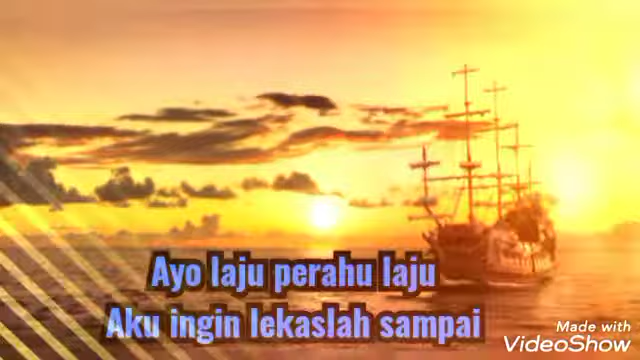 Ayo laju perahu laju
Aku ingin lekaslah sampai
Made with
VideoShow